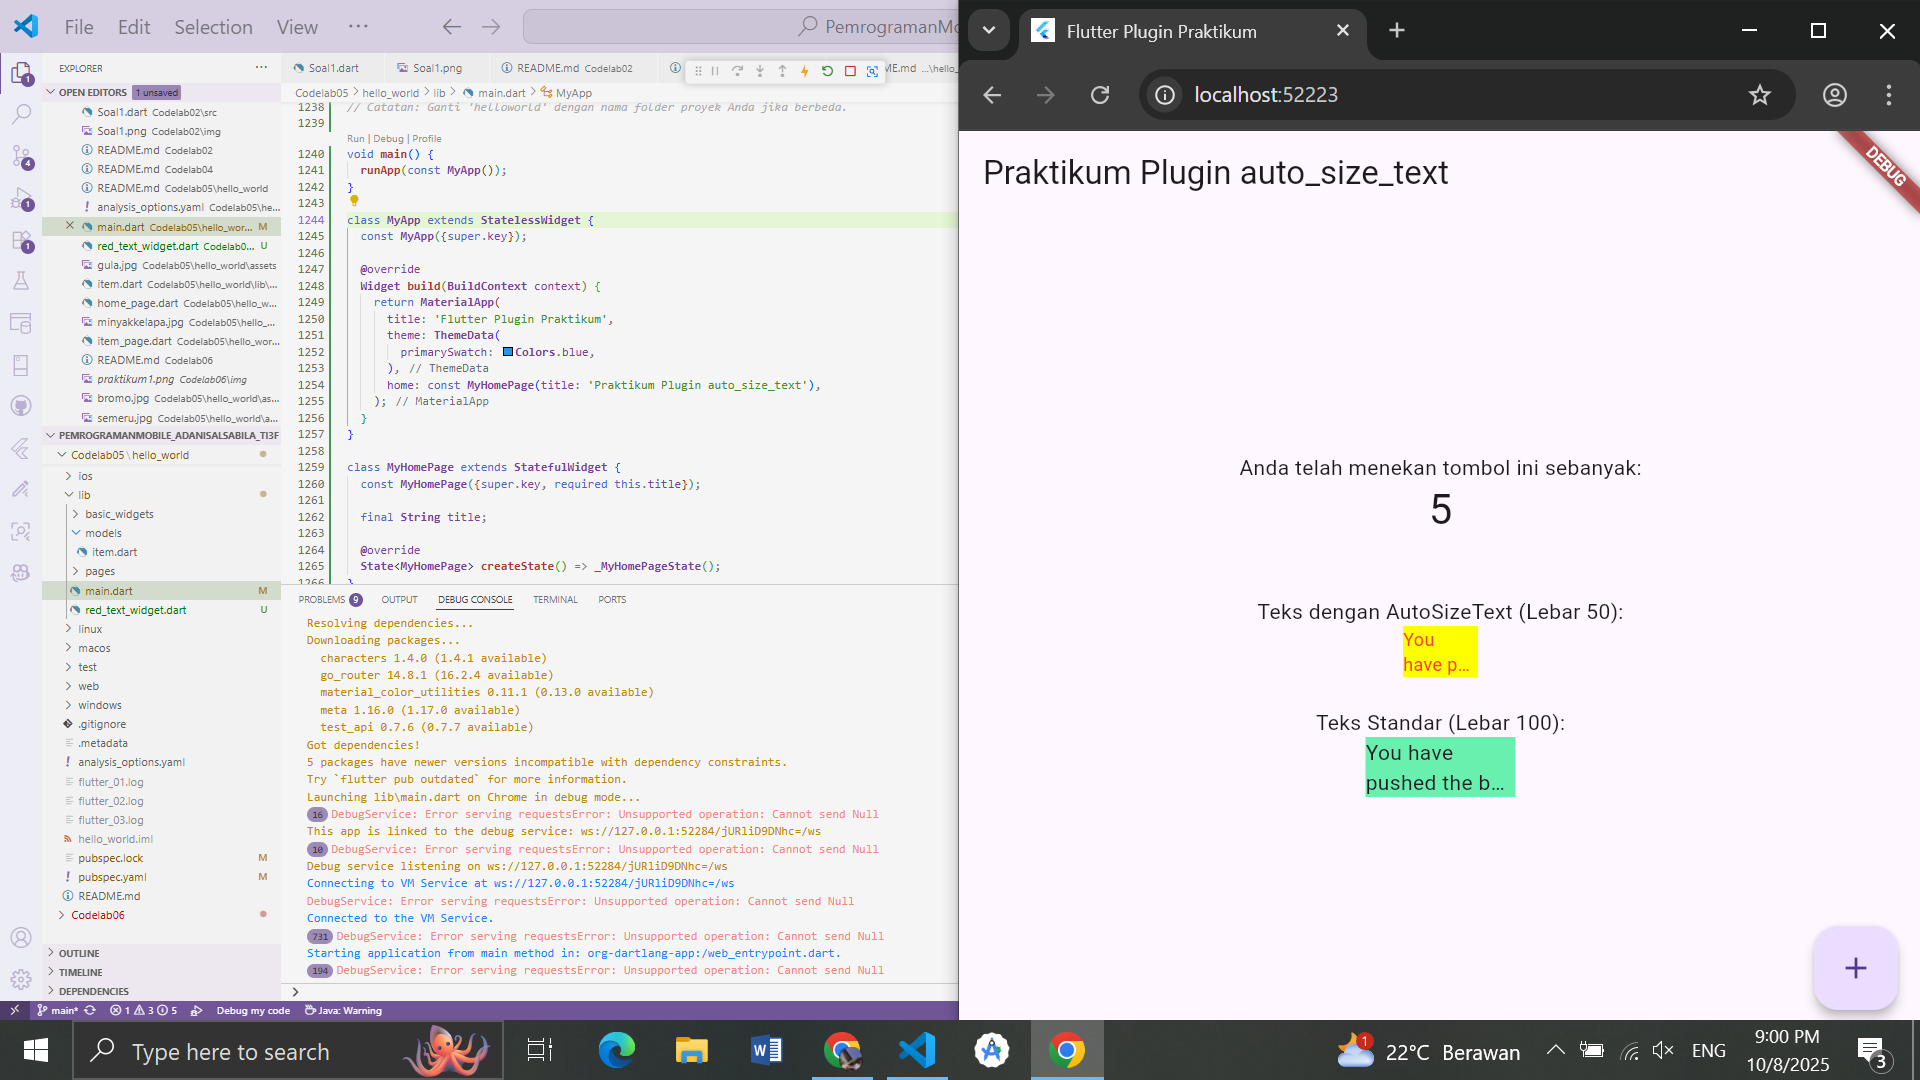 File Edit Selection View ···
PemrogramanMo
EXPLORER
OPEN EDITORS 1 unsaved
Soal1.dart Codelab02\src
Soal1.png Codelab02\img
README.md Codelab02
README.md Codelab04
README.md Codelab05\hello_world
analysis_options.yaml Codelab05\he...
main.dart Codelab05\hello_wor... M
red_text_widget.dart Codelab0... U
gula.jpg Codelab05\hello_world\assets
item.dart Codelab05\hello_world\lib\...
home_page.dart Codelab05\hello_w...
minyakkelapa.jpg Codelab05\hello_...
item_page.dart Codelab05\hello_wor...
README.md Codelab06
praktikum1.png Codelab06\img
bromo.jpg Codelab05\hello_world\as...
semeru.jpg Codelab05\hello_world\a...
PEMROGRAMANMOBILE_ADANISALSABILA_TI3F
Codelab05 \ hello_world
ios
lib
basic_widgets
models
item.dart
pages
main.dart M
red_text_widget.dart U
linux
macos
test
web
windows
.gitignore
.metadata
analysis_options.yaml
flutter_01.log
flutter_02.log
flutter_03.log
hello_world.iml
pubspec.lock M
pubspec.yaml M
README.md
Codelab06
OUTLINE
TIMELINE
DEPENDENCIES
Soal1.dart Soal1.png README.md Codelab02 ME.md ...\hello_
Codelab05 > hello_world > lib > main.dart > MyApp
1238 // Catatan: Ganti 'helloworld' dengan nama folder proyek Anda jika berbeda.
1239
Run | Debug | Profile
1240 void main() {
1241 runApp(const MyApp());
1242 }
1243
1244 class MyApp extends StatelessWidget {
1245 const MyApp({super.key});
1246
1247 @override
1248 Widget build(BuildContext context) {
1249 return MaterialApp(
1250 title: 'Flutter Plugin Praktikum',
1251 theme: ThemeData(
1252 primarySwatch: Colors.blue,
1253 ), // ThemeData
1254 home: const MyHomePage(title: 'Praktikum Plugin auto_size_text'),
1255 ); // MaterialApp
1256 }
1257 }
1258
1259 class MyHomePage extends StatefulWidget {
1260 const MyHomePage({super.key, required this.title});
1261
1262 final String title;
1263
1264 @override
1265 State<MyHomePage> createState() => _MyHomePageState();
1266 }
PROBLEMS 9 OUTPUT DEBUG CONSOLE TERMINAL PORTS
Resolving dependencies...
Downloading packages...
characters 1.4.0 (1.4.1 available)
go_router 14.8.1 (16.2.4 available)
material_color_utilities 0.11.1 (0.13.0 available)
meta 1.16.0 (1.17.0 available)
test_api 0.7.6 (0.7.7 available)
Got dependencies!
5 packages have newer versions incompatible with dependency constraints.
Try `flutter pub outdated` for more information.
Launching lib\main.dart on Chrome in debug mode...
16 DebugService: Error serving requestsError: Unsupported operation: Cannot send Null
This app is linked to the debug service: ws://127.0.0.1:52284/jURliD9DNhc=/ws
10 DebugService: Error serving requestsError: Unsupported operation: Cannot send Null
Debug service listening on ws://127.0.0.1:52284/jURliD9DNhc=/ws
Connecting to VM Service at ws://127.0.0.1:52284/jURliD9DNhc=/ws
DebugService: Error serving requestsError: Unsupported operation: Cannot send Null
Connected to the VM Service.
731 DebugService: Error serving requestsError: Unsupported operation: Cannot send Null
Starting application from main method in: org-dartlang-app:/web_entrypoint.dart.
194 DebugService: Error serving requestsError: Unsupported operation: Cannot send Null
main* 1 3 5 Debug my code Java: Warning
Flutter Plugin Praktikum
localhost:52223
Praktikum Plugin auto_size_text
DEBUG
Anda telah menekan tombol ini sebanyak:
5
Teks dengan AutoSizeText (Lebar 50):
You
have p...
Teks Standar (Lebar 100):
You have
pushed the b...
Type here to search
1
22°C Berawan
ENG
9:00 PM
10/8/2025
3